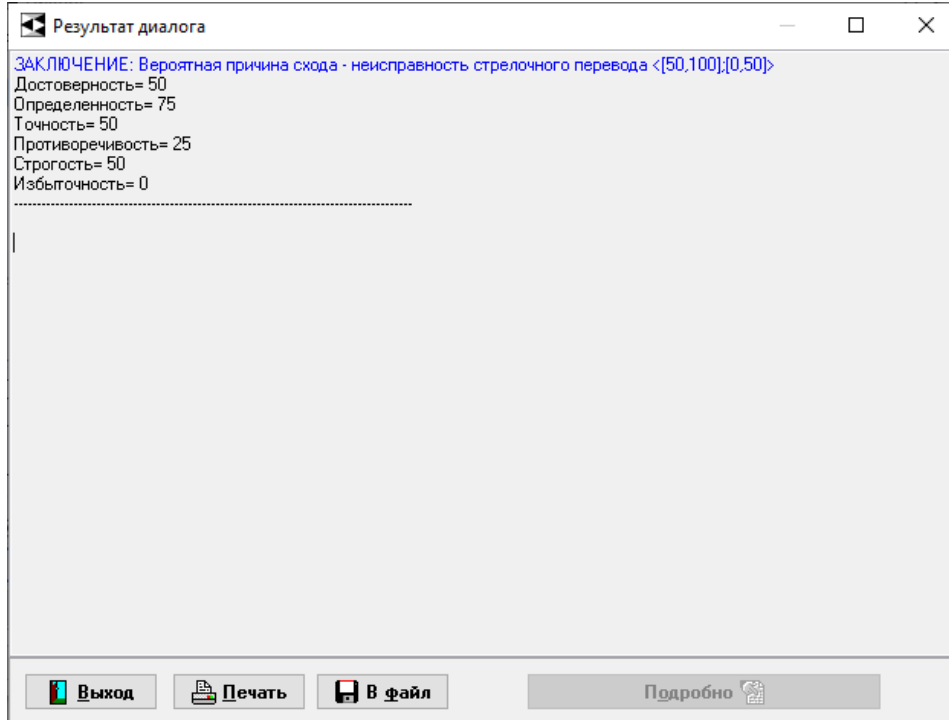 Результат диалога
ЗАКЛЮЧЕНИЕ: Вероятная причина схода - неисправность стрелочного перевода <[50,100];[0,50]>
Достоверность= 50
Определенность= 75
Точность= 50
Противоречивость= 25
Строгость= 50
Избыточность= 0
--------------------------------------------------------------------------------------
Выход Печать В файл Подробно